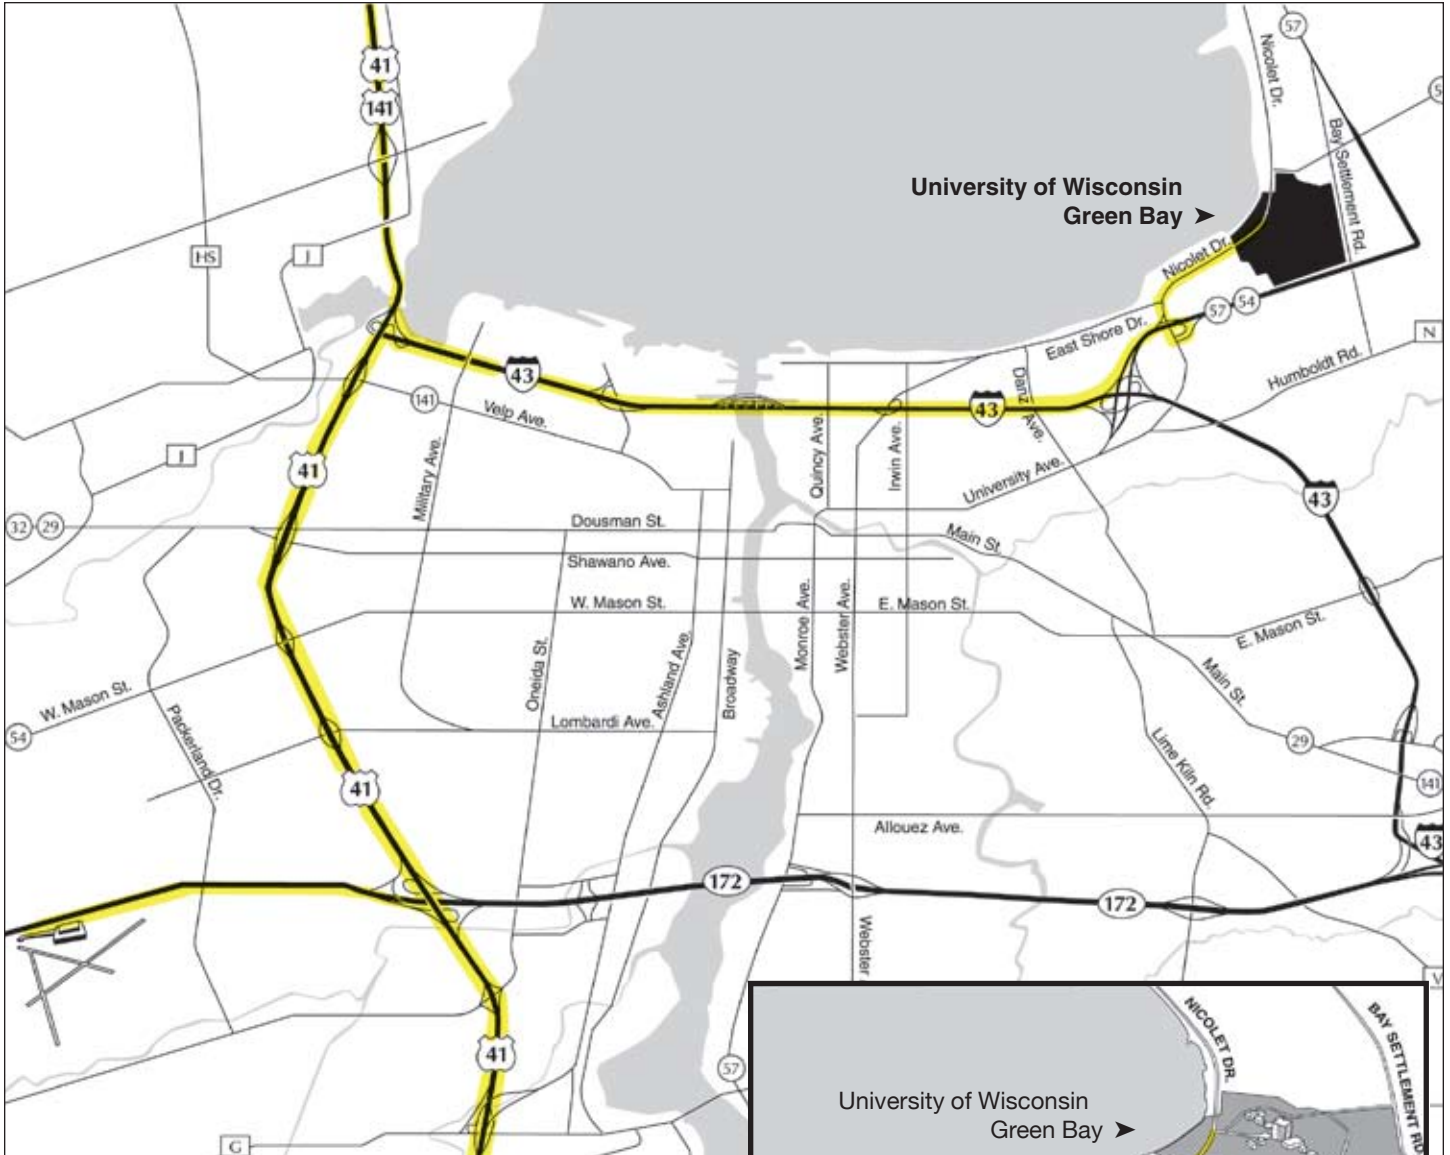 41
57
Nicolet Dr.
141
Bay Settlement Rd.
University of Wisconsin
Green Bay ➤
HS
J
Nicolet Dr.
57
54
East Shore Dr.
N
Humboldt Rd.
43
141
Velp Ave.
43
Danz Ave.
Quincy Ave.
Irwin Ave.
J
41
Military Ave.
University Ave.
43
32
29
Dousman St.
Main St.
Shawano Ave.
W. Mason St.
E. Mason St.
Monroe Ave.
Webster Ave.
E. Mason St.
Oneida St.
Ashland Ave.
Broadway
Main St.
W. Mason St.
54
Packerland Dr.
Lombardi Ave.
29
Lime Kiln Rd.
141
41
Allouez Ave.
43
172
172
Webster
V
NICOLET DR.
BAY SETTLEMENT RD
41
57
University of Wisconsin
Green Bay ➤
G